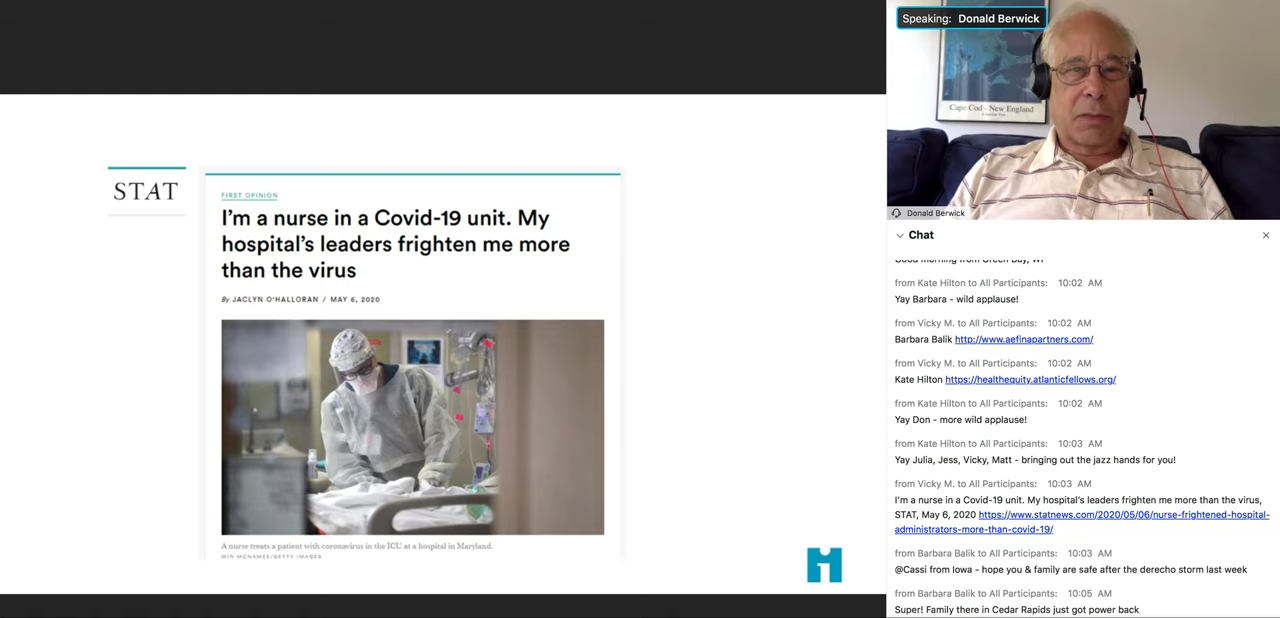 STAT
FIRST OPINION
I'm a nurse in a Covid-19 unit. My
hospital's leaders frighten me more
than the virus
By JACLYN O'HALLORAN / MAY 6, 2020
A nurse treats a patient with coronavirus in the ICU at a hospital in Maryland.
WIN MCNAMEE/GETTY IMAGES
Speaking: Donald Berwick
Cape Cod - New England
Donald Berwick
Chat
Good morning from Green Bay, WI
from Kate Hilton to All Participants: 10:02 AM
Yay Barbara - wild applause!
from Vicky M. to All Participants: 10:02 AM
Barbara Balik http://www.aefinapartners.com/
from Vicky M. to All Participants: 10:02 AM
Kate Hilton https://healthequity.atlanticfellows.org/
from Kate Hilton to All Participants: 10:02 AM
Yay Don - more wild applause!
from Kate Hilton to All Participants: 10:03 AM
Yay Julia, Jess, Vicky, Matt - bringing out the jazz hands for you!
from Vicky M. to All Participants: 10:03 AM
I'm a nurse in a Covid-19 unit. My hospital's leaders frighten me more than the virus,
STAT, May 6, 2020 https://www.statnews.com/2020/05/06/nurse-frightened-hospital-
administrators-more-than-covid-19/
from Barbara Balik to All Participants: 10:03 AM
@Cassi from Iowa - hope you & family are safe after the derecho storm last week
from Barbara Balik to All Participants: 10:05 AM
Super! Family there in Cedar Rapids just got power back